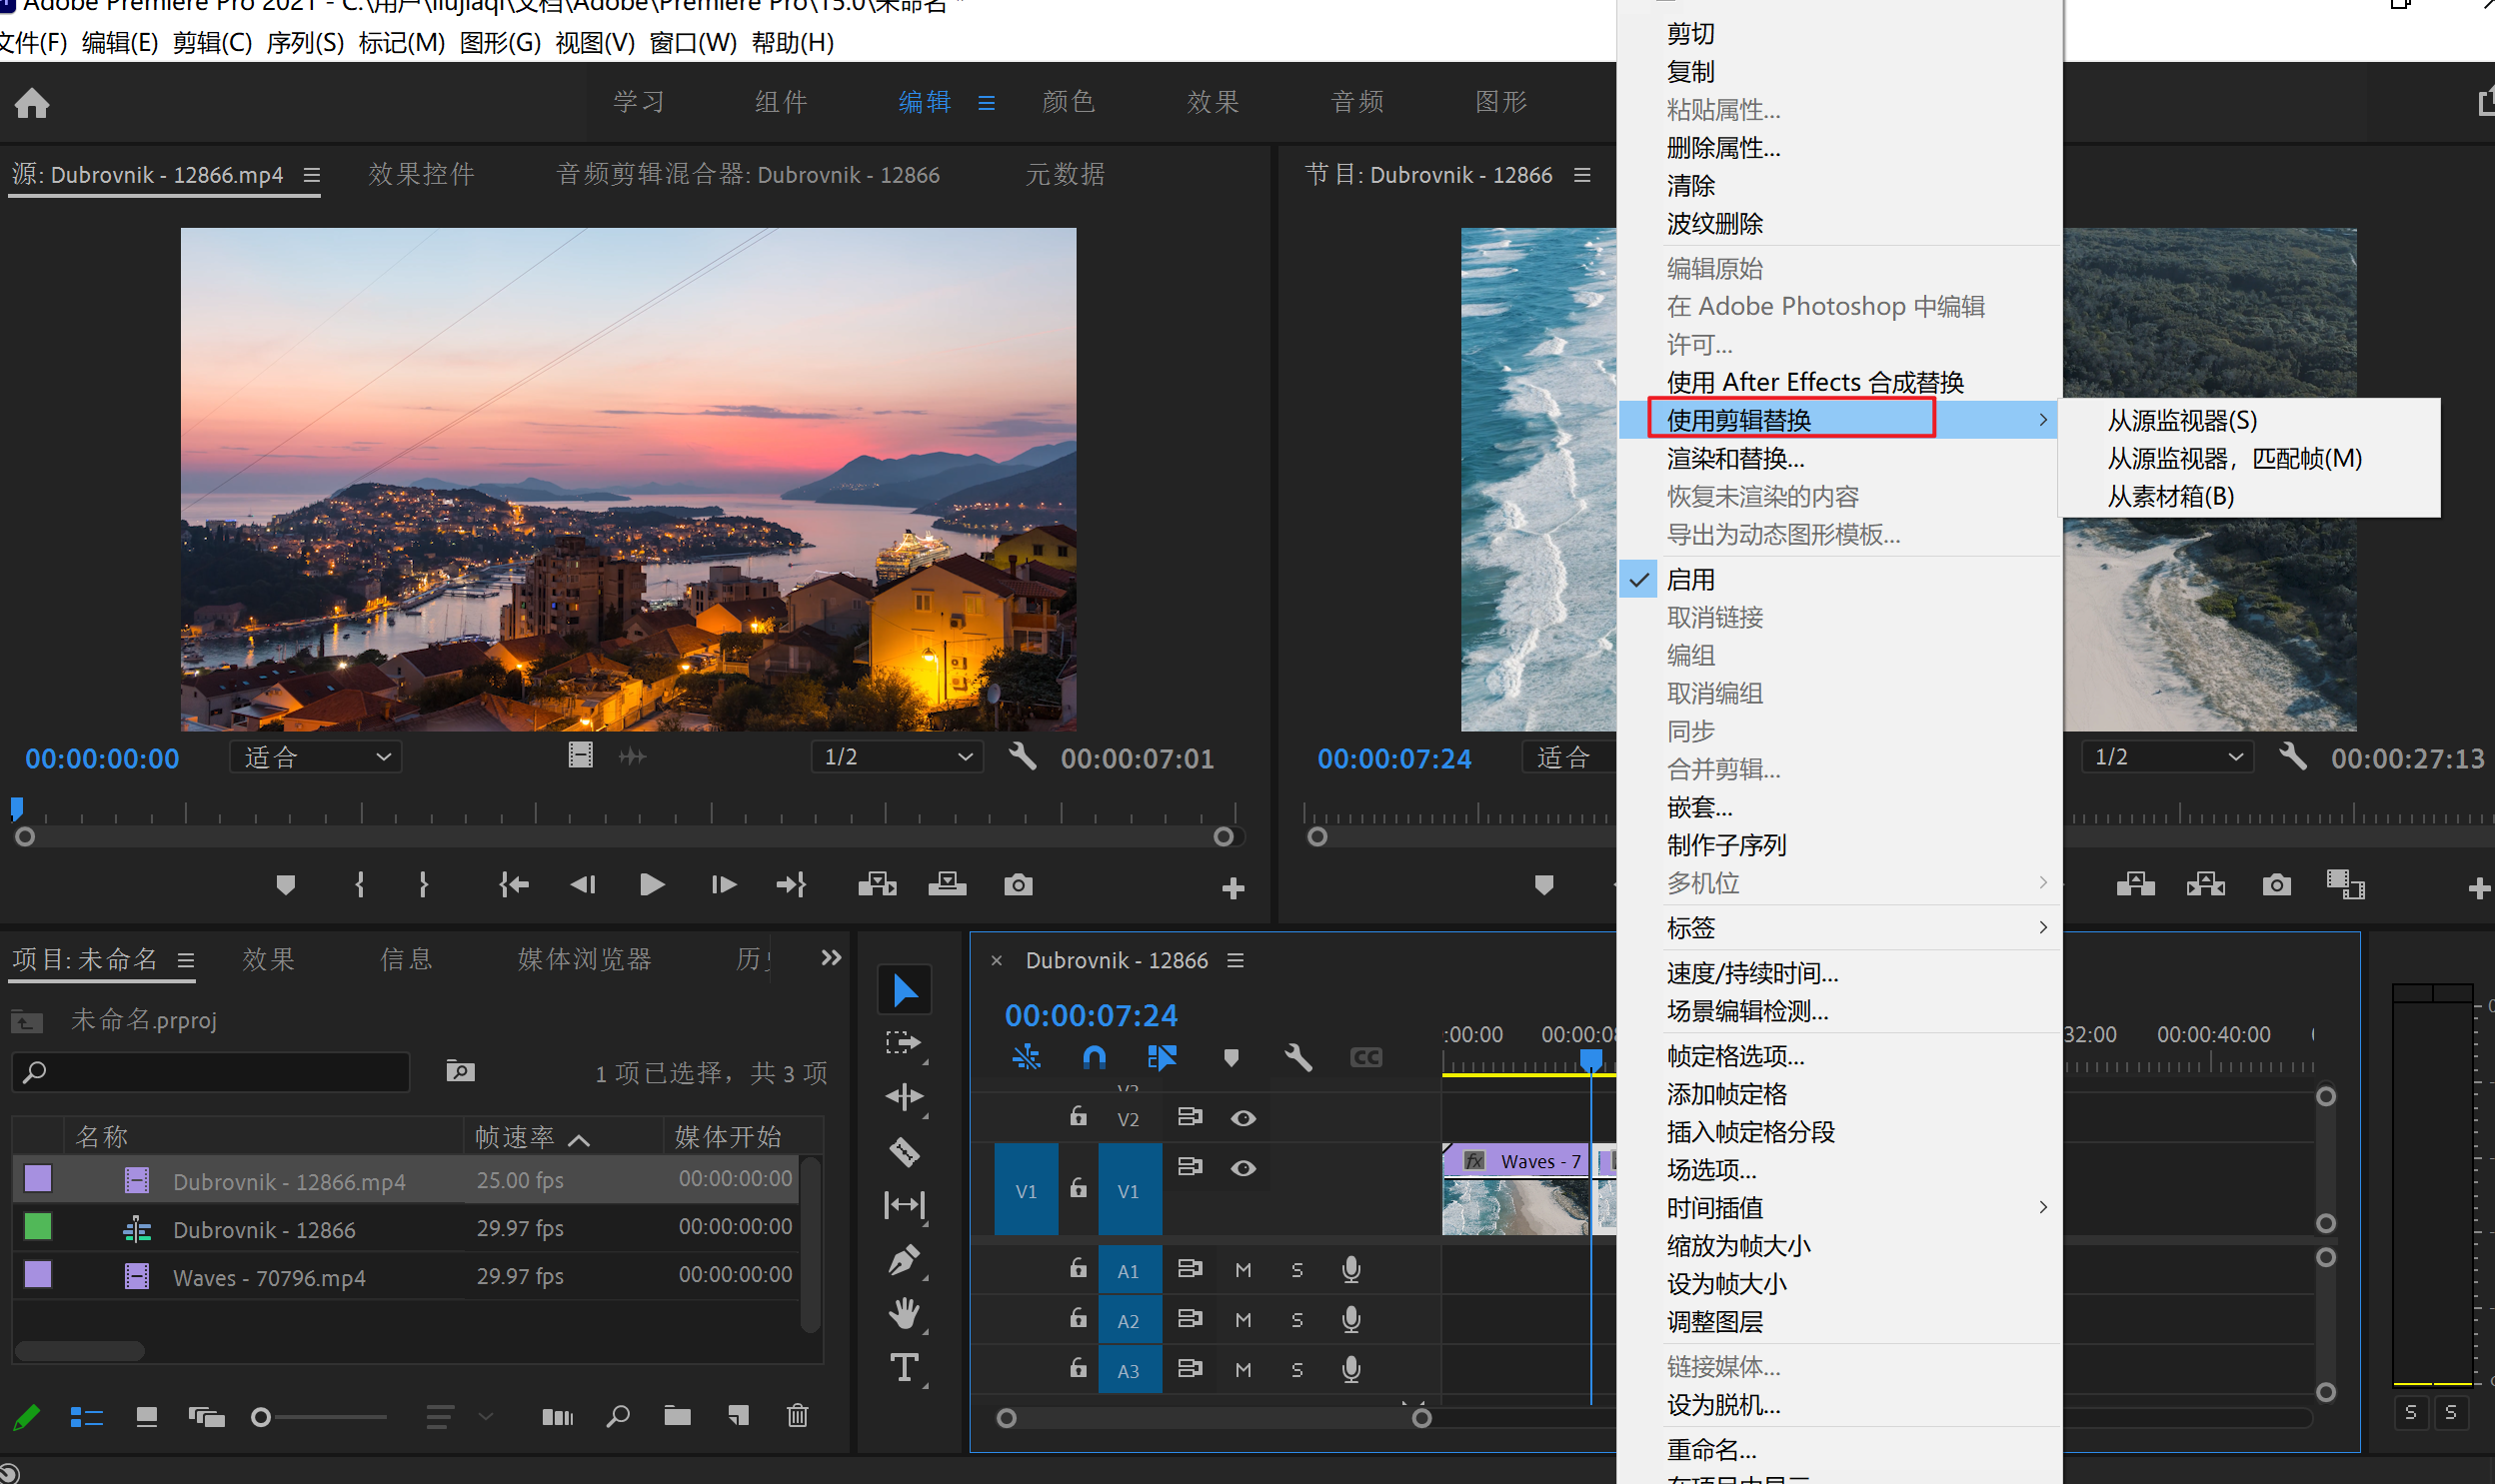 Adobe Premiere Pro 2021 - C:\用户\liujiaqi\文档\Adobe\Premiere Pro\15.0\未命名 *
文件(F) 编辑(E) 剪辑(C) 序列(S) 标记(M) 图形(G) 视图(V) 窗口(W) 帮助(H)
学习 组件 编辑 颜色 效果 音频 图形
源: Dubrovnik - 12866.mp4 效果控件 音频剪辑混合器: Dubrovnik - 12866 元数据
节目: Dubrovnik - 12866
00:00:00:00 适合 1/2 00:00:07:01
00:00:07:24 适合 1/2 00:00:27:13
剪切
复制
粘贴属性...
删除属性...
清除
波纹删除
编辑原始
在 Adobe Photoshop 中编辑
许可...
使用 After Effects 合成替换
使用剪辑替换
从源监视器(S)
从源监视器，匹配帧(M)
从素材箱(B)
渲染和替换...
恢复未渲染的内容
导出为动态图形模板...
启用
取消链接
编组
取消编组
同步
合并剪辑...
嵌套...
制作子序列
多机位
标签
速度/持续时间...
场景编辑检测...
帧定格选项...
添加帧定格
插入帧定格分段
场选项...
时间插值
缩放为帧大小
设为帧大小
调整图层
链接媒体...
设为脱机...
重命名...
在项目中显示
项目: 未命名 效果 信息 媒体浏览器 历
未命名.prproj
1 项已选择，共 3 项
名称 帧速率 媒体开始
Dubrovnik - 12866.mp4 25.00 fps 00:00:00:00
Dubrovnik - 12866 29.97 fps 00:00:00:00
Waves - 70796.mp4 29.97 fps 00:00:00:00
Dubrovnik - 12866
00:00:07:24
:00:00 00:00:08 32:00 00:00:40:00
CC
V2
V1 V1 fx Waves - 7
A1 M S
A2 M S
A3 M S
S S